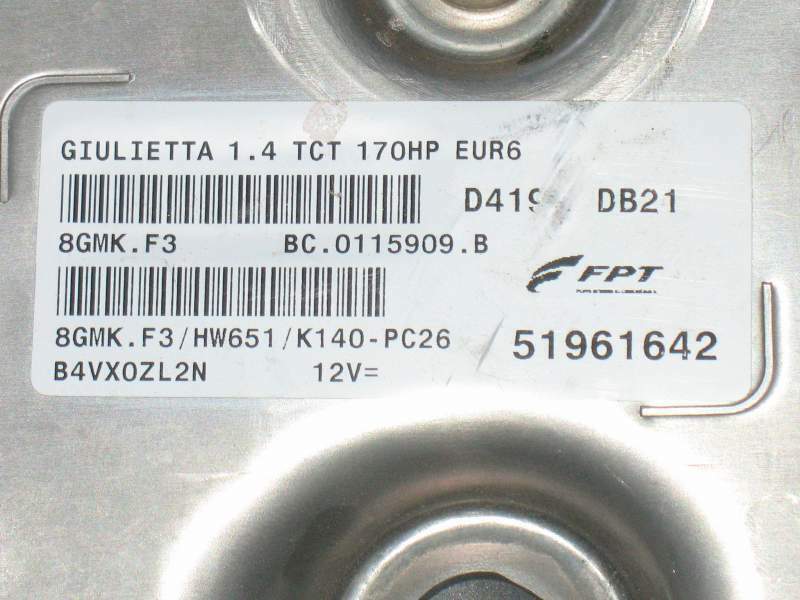 GIULIETTA 1.4 TCT 170HP EUR6
DB21
8GMK.F3 BC.0115909.B
FPT
8GMK.F3/HW651/K140-PC26
51961642
B4VX0ZL2N 12V=